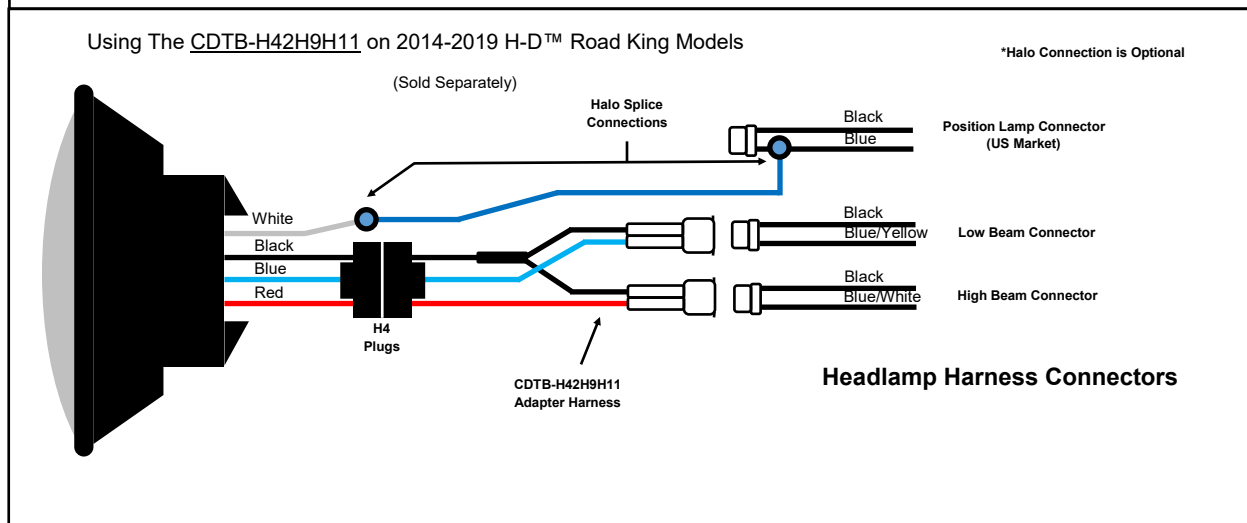 Using The CDTB-H42H9H11 on 2014-2019 H-D™ Road King Models
*Halo Connection is Optional
(Sold Separately)
Halo Splice
Connections
Black
Blue
Position Lamp Connector
(US Market)
White
Black
Blue
Red
Black
Blue/Yellow
Low Beam Connector
Black
Blue/White
High Beam Connector
H4
Plugs
CDTB-H42H9H11
Adapter Harness
Headlamp Harness Connectors